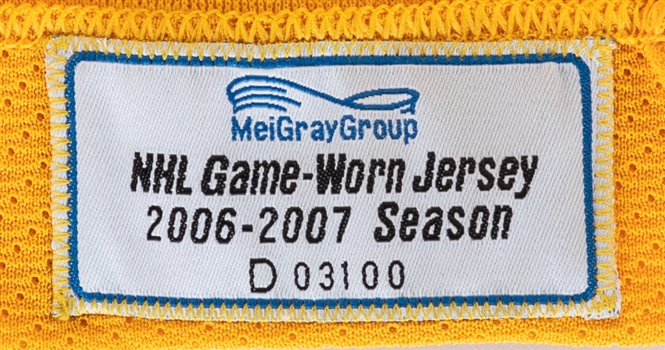 MeiGrayGroup
NHL Game-Worn Jersey
2006-2007 Season
D 03100